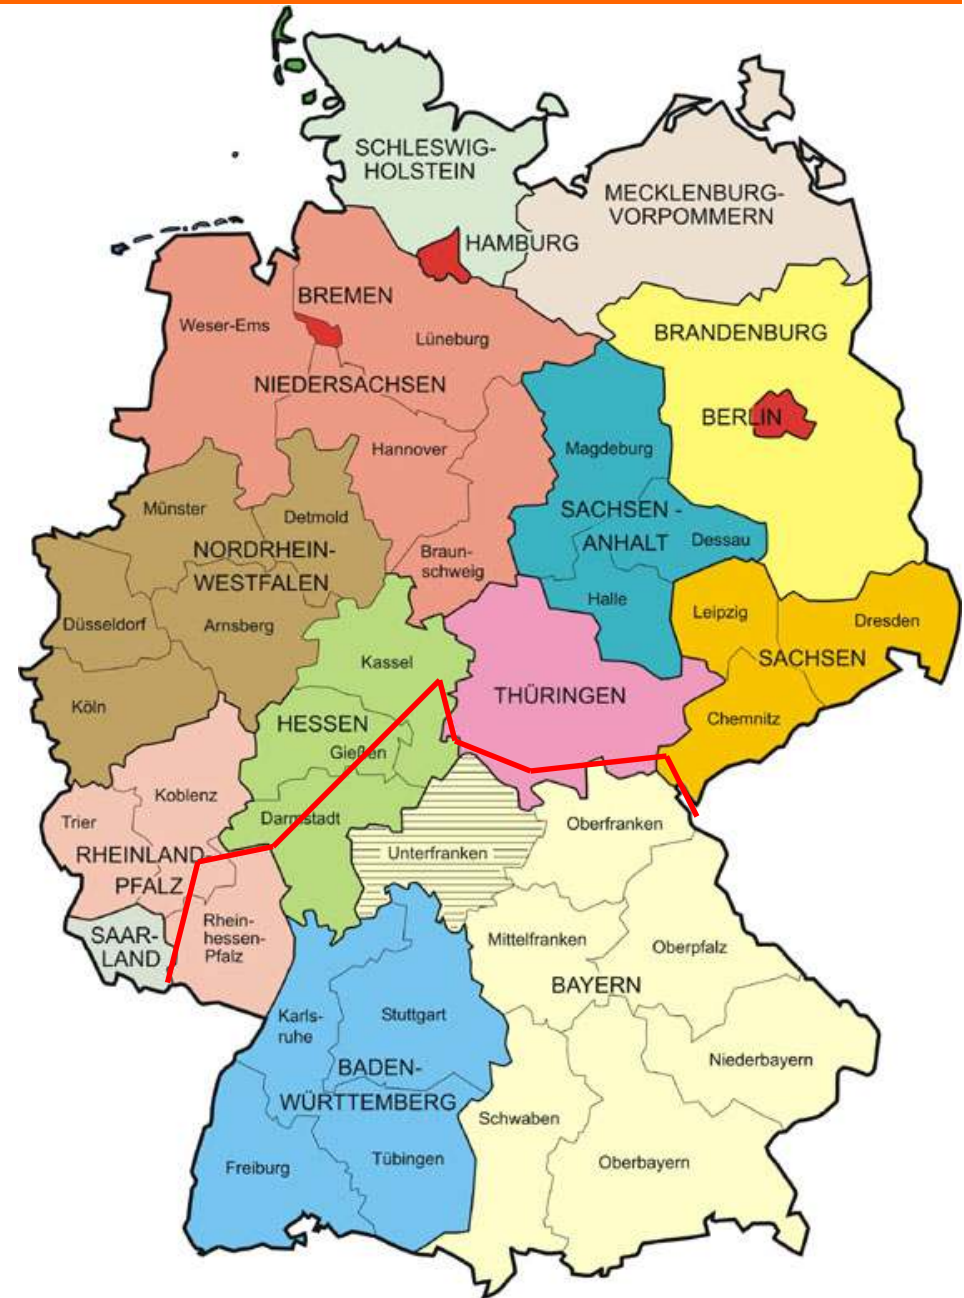 SCHLESWIG-
HOLSTEIN
MECKLENBURG-
VORPOMMERN
HAMBURG
BREMEN
Weser-Ems
Lüneburg
BRANDENBURG
NIEDERSACHSEN
BERLIN
Hannover
Magdeburg
Münster
Detmold
SACHSEN -
ANHALT
Dessau
NORDRHEIN-
WESTFALEN
Braun-
schweig
Halle
Leipzig
Dresden
Düsseldorf
Arnsberg
SACHSEN
Kassel
THÜRINGEN
Köln
HESSEN
Chemnitz
Gießen
Koblenz
Trier
Darmstadt
Oberfranken
RHEINLAND-
PFALZ
Unterfranken
Rhein-
hessen-
Pfalz
SAAR-
LAND
Mittelfranken
Oberpfalz
BAYERN
Karls-
ruhe
Stuttgart
BADEN-
WÜRTTEMBERG
Niederbayern
Schwaben
Freiburg
Tübingen
Oberbayern